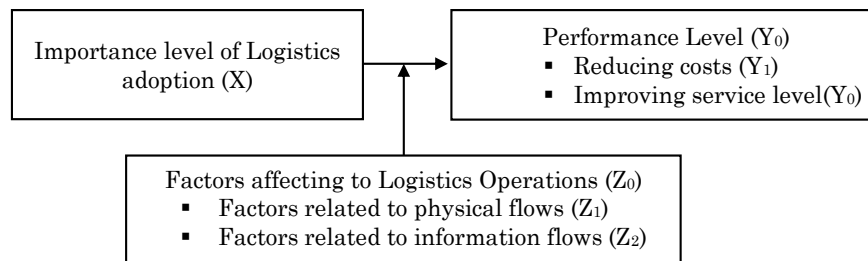 Importance level of Logistics
adoption (X)
Performance Level (Y₀)
▪ Reducing costs (Y₁)
▪ Improving service level(Y₀)
Factors affecting to Logistics Operations (Z₀)
▪ Factors related to physical flows (Z₁)
▪ Factors related to information flows (Z₂)